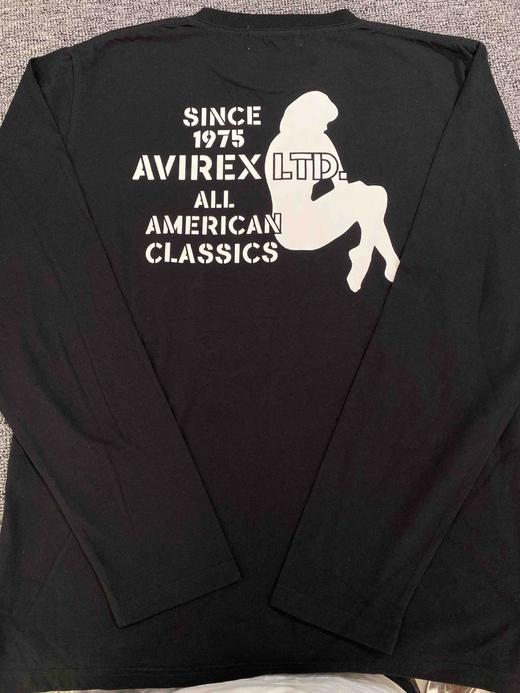 SINCE
1975
AVIREX LTD.
ALL
AMERICAN
CLASSICS